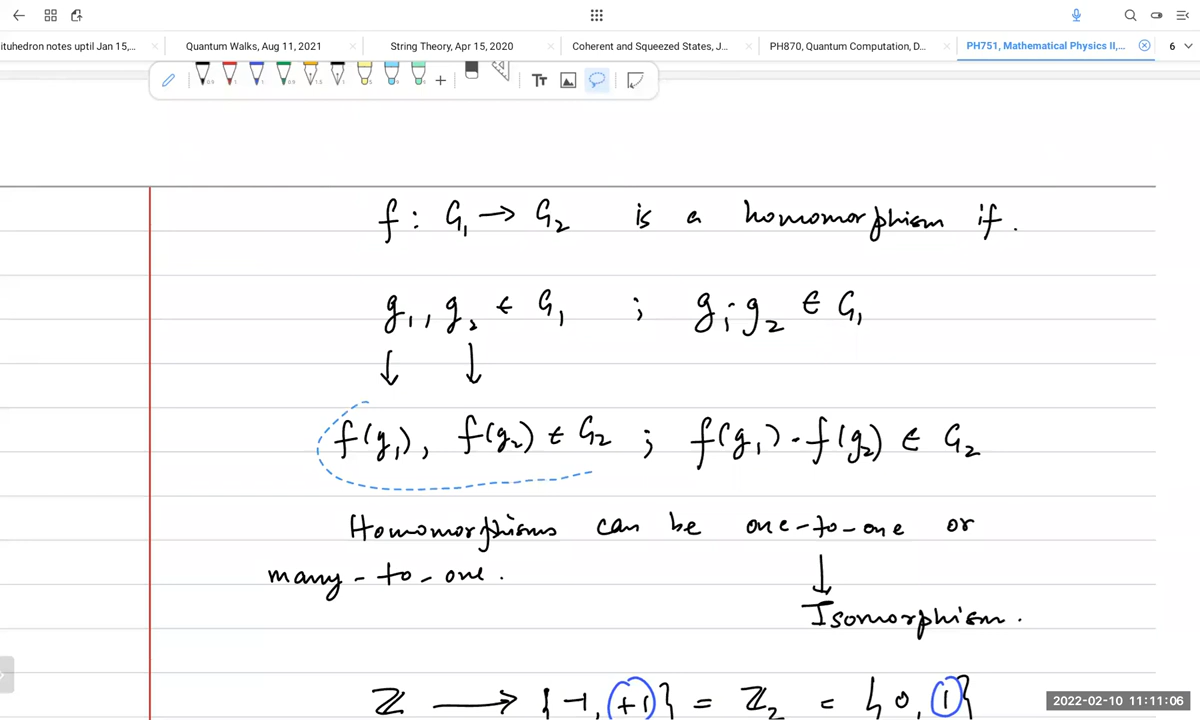 ituhedron notes uptil Jan 15,... Quantum Walks, Aug 11, 2021 String Theory, Apr 15, 2020 Coherent and Squeezed States, J... PH870, Quantum Computation, D... PH751, Mathematical Physics II,... 6
Tт
f : G₁ → G₂ is a homomorphism if .
g₁, g₂ ∈ G₁ ; g₁·g₂ ∈ G₁
↓ ↓
f(g₁), f(g₂) ∈ G₂ ; f(g₁) · f(g₂) ∈ G₂
Homomorphisms can be one-to-one or
many-to-one.
↓
Isomorphism.
ℤ → {-1, +1} = ℤ₂ = {0, 1}
2022-02-10 11:11:06